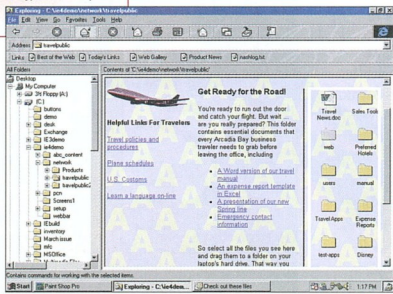 Exploring - C:\ie4demo\network\travelpublic
File Edit View Go Favorites Tools Help
Address travelpublic
Links Best of the Web Today's Links Web Gallery Product News nashlog.txt
All Folders
Contents of 'C:\ie4demo\network\travelpublic'
Desktop
My Computer
3½ Floppy (A:)
(C:)
buttons
demo
desk
Exchange
IE3demo
ie4demo
abc_content
network
Products
travelpublic
travelpublic2
pcn
Screens1
setup
webbar
IEbuild
inventory
March issue
mfc
MSOffice
Multimedia Files
Helpful Links For Travelers
Travel policies and
procedures
Plane schedules
U.S. Customs
Learn a language on-line
Get Ready for the Road!
You're ready to run out the door
and catch your flight. But wait ...
are you really prepared? This folder
contains essential documents that
every Arcadia Bay business
traveler needs to grab before
leaving the office, including
A Word version of our travel
manual
An expense report template
in Excel
A presentation of our new
Spring line
Emergency contact
information
So select all the files you see here
and drag them to a folder on your
laptop's hard drive. That way you
Travel
News.doc
Sales Tools
web
Preferred
Hotels
users
manual
Travel Apps
Expense
Reports
test-apps
Disney
Contains commands for working with the selected items.
Start Paint Shop Pro Exploring - C:\ie4dem... Check out these files 1:17 PM